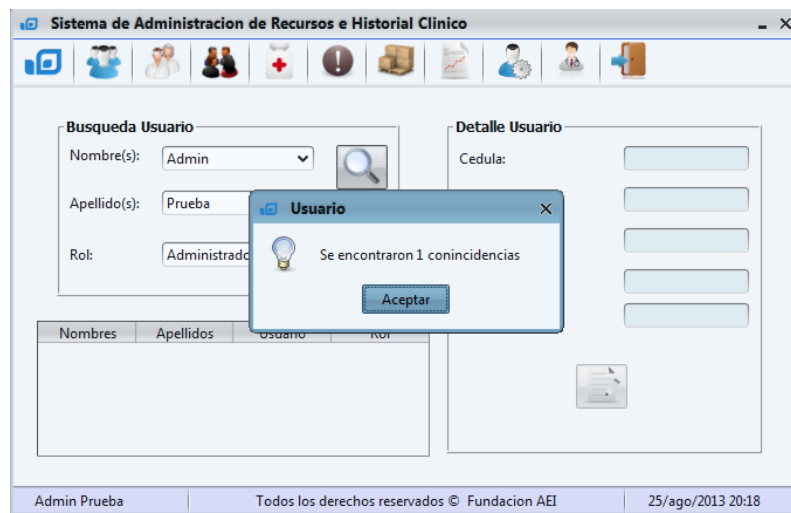 Sistema de Administracion de Recursos e Historial Clinico
Busqueda Usuario
Nombre(s): Admin
Apellido(s): Prueba
Rol: Administrado
Detalle Usuario
Cedula:
Usuario
Se encontraron 1 conincidencias
Aceptar
Nombres Apellidos Usuario Rol
Admin Prueba Todos los derechos reservados © Fundacion AEI 25/ago/2013 20:18